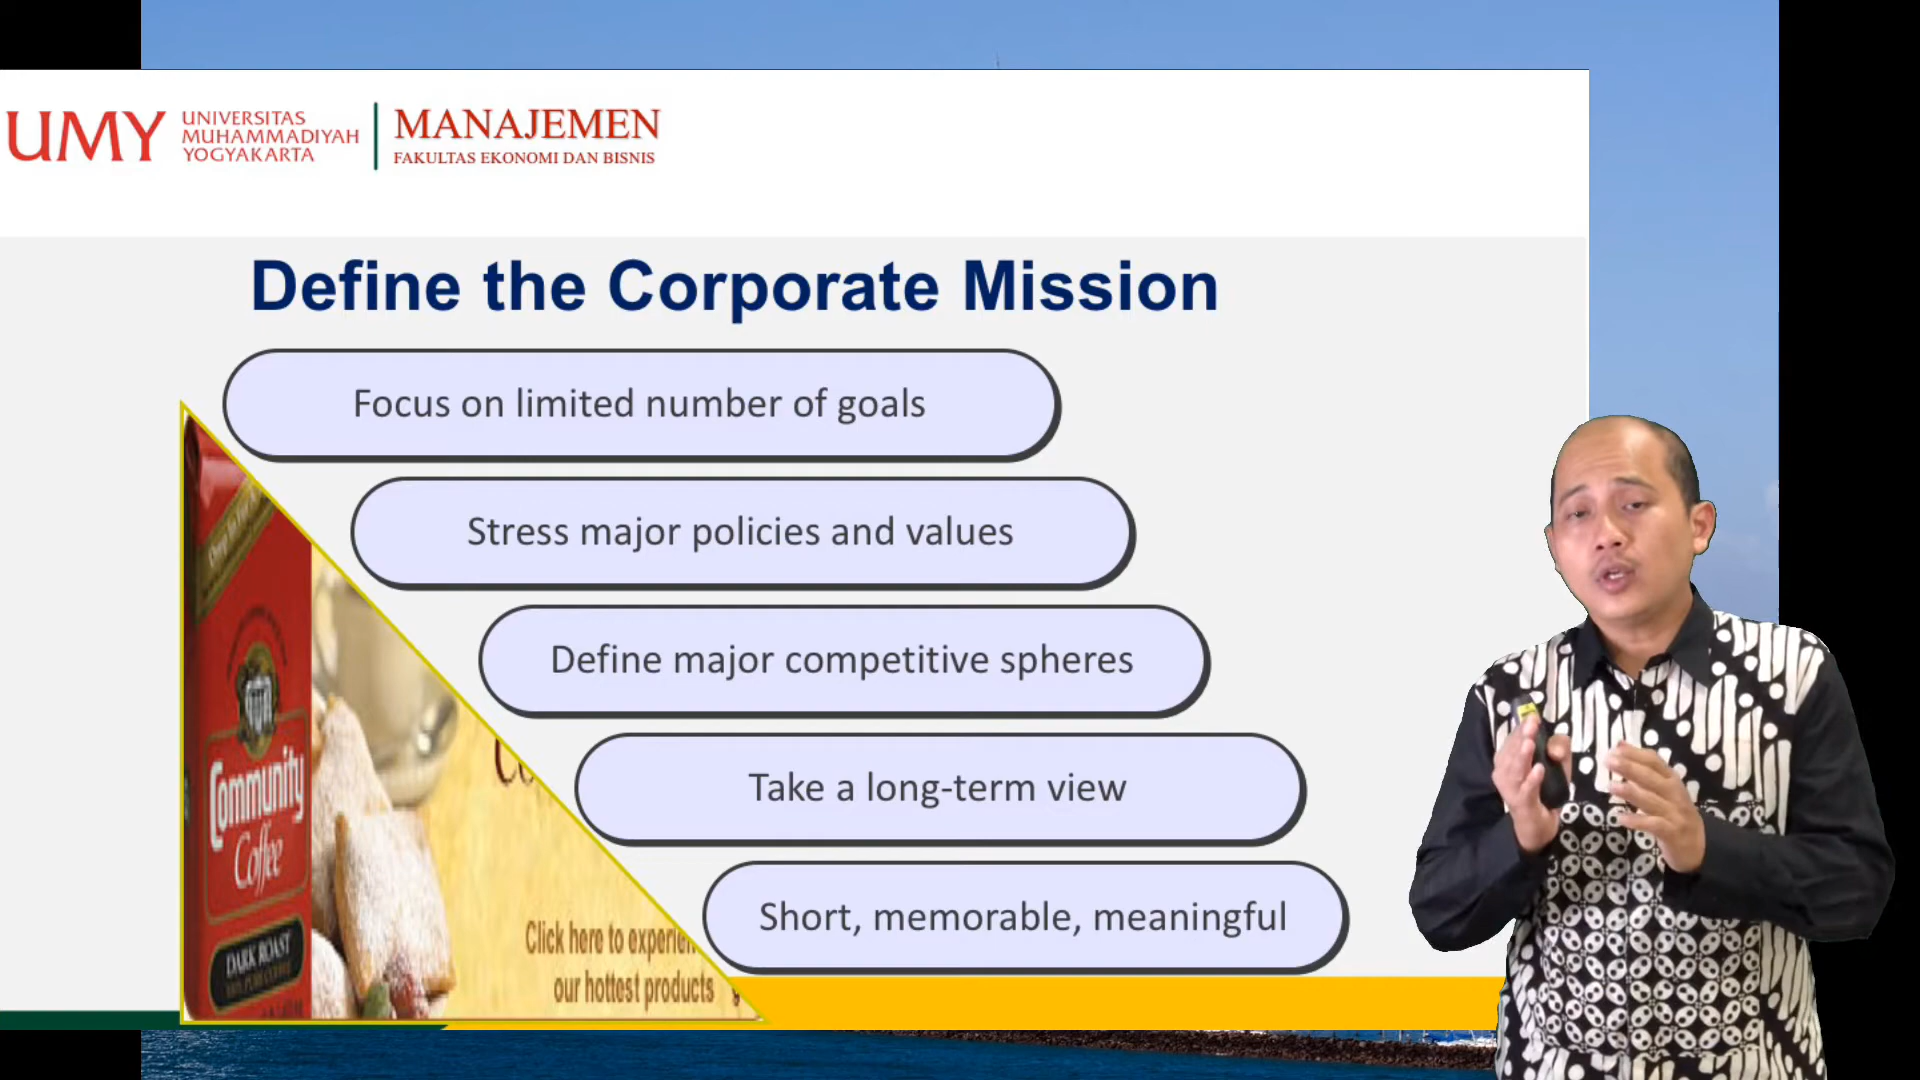 UMY
UNIVERSITAS
MUHAMMADIYAH
YOGYAKARTA
MANAJEMEN
FAKULTAS EKONOMI DAN BISNIS
Define the Corporate Mission
Focus on limited number of goals
Stress major policies and values
Define major competitive spheres
Take a long-term view
Short, memorable, meaningful
Community
Coffee
DARK ROAST
Click here to
our hottest products